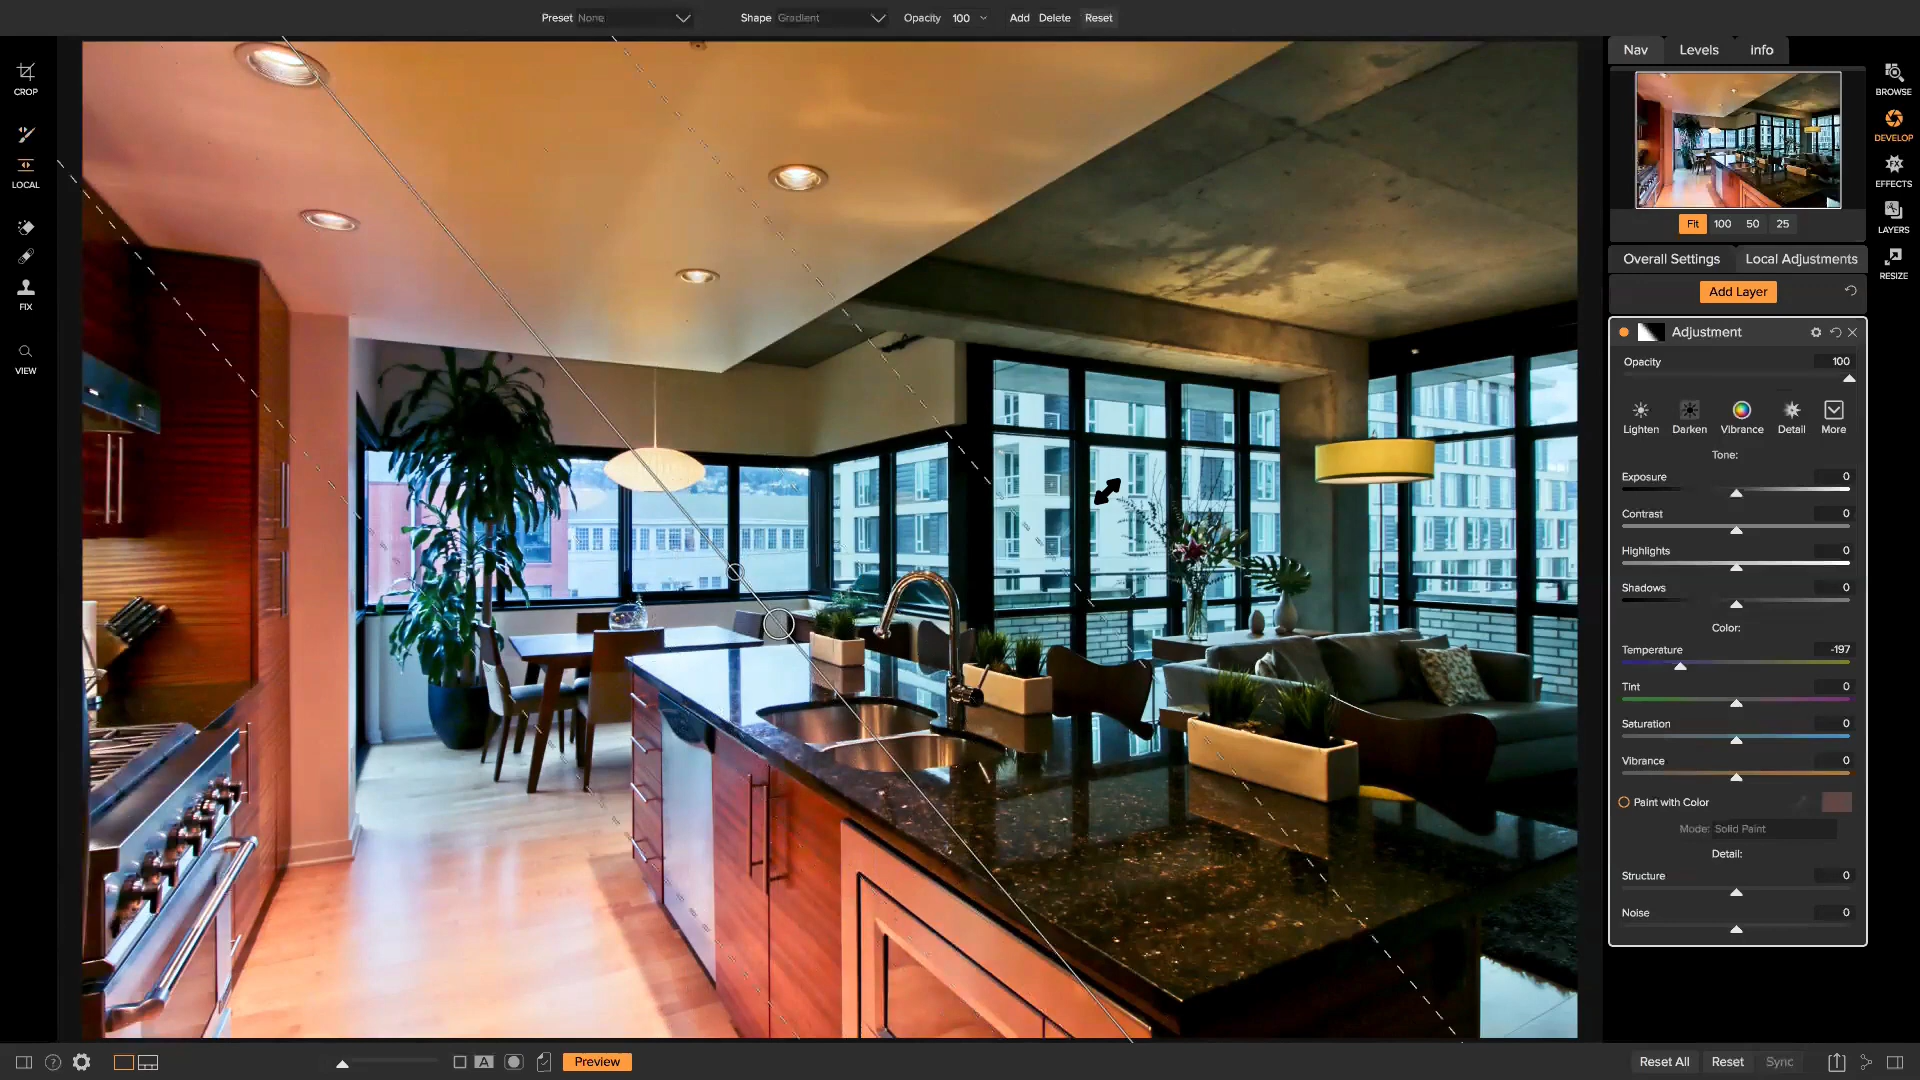 Preset None Shape Gradient Opacity 100 Add Delete Reset
CROP
LOCAL
FIX
VIEW
Nav Levels Info
Fit 100 50 25
BROWSE
DEVELOP
EFFECTS
LAYERS
RESIZE
Overall Settings Local Adjustments
Add Layer
Adjustment
Opacity 100
Lighten Darken Vibrance Detail More
Tone:
Exposure 0
Contrast 0
Highlights 0
Shadows 0
Color:
Temperature -197
Tint 0
Saturation 0
Vibrance 0
Paint with Color
Mode: Solid Paint
Detail:
Structure 0
Noise 0
? A Preview Reset All Reset Sync